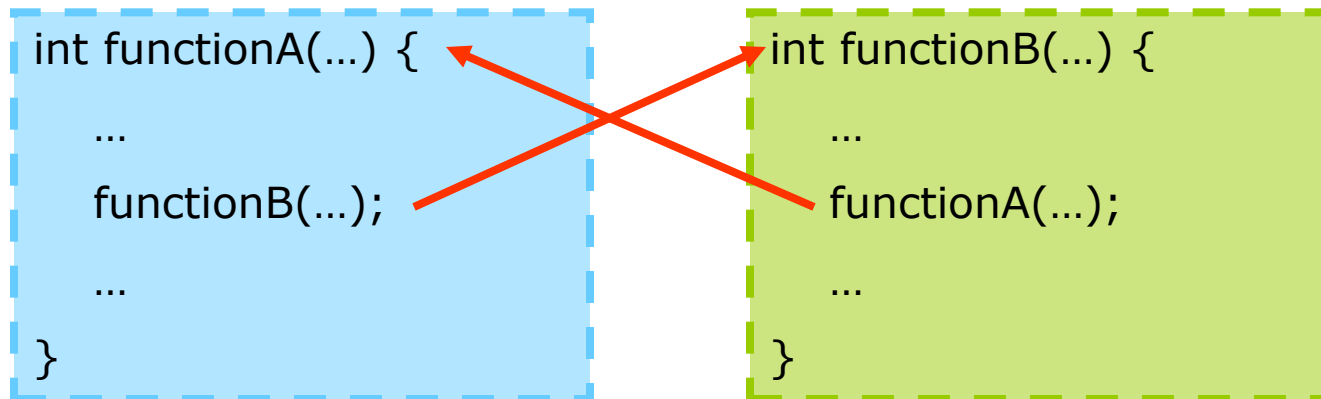 int functionA(…) {
…
functionB(…);
…
}
int functionB(…) {
…
functionA(…);
…
}